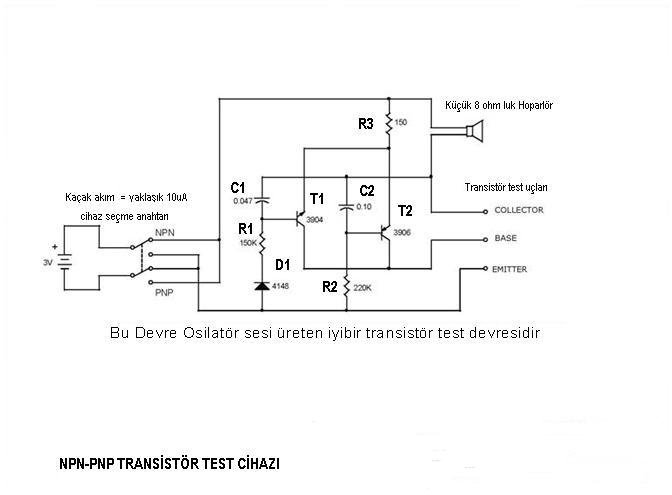 Küçük 8 ohm luk Hoparlör
R3
150
C1
0.047
T1
3904
C2
0.10
T2
3906
Transistör test uçları
COLLECTOR
BASE
EMITTER
Kaçak akım = yaklaşık 10uA
cihaz seçme anahtarı
NPN
+
3V
PNP
R1
150K
D1
4148
R2
220K
Bu Devre Osilatör sesi üreten iyibir transistör test devresidir
NPN-PNP TRANSİSTÖR TEST CİHAZI